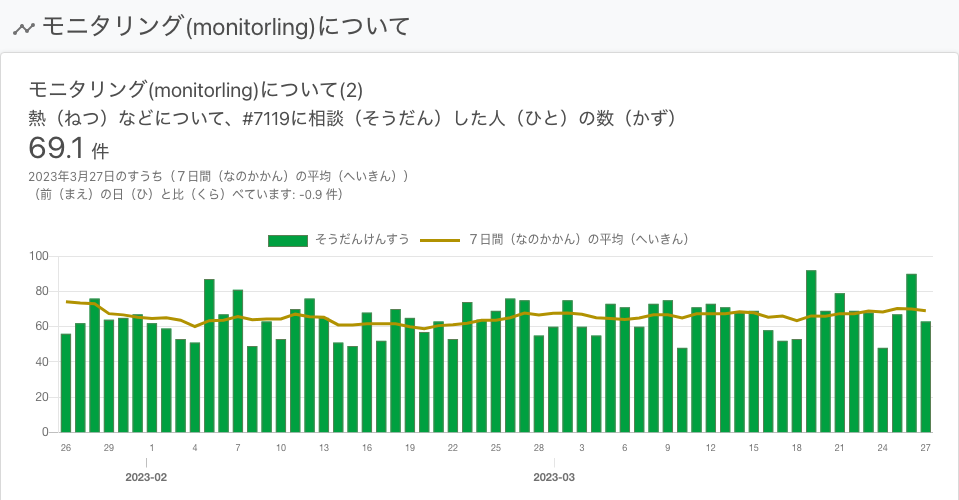 モニタリング(monitorling)について
モニタリング(monitorling)について(2)
熱（ねつ）などについて、#7119に相談（そうだん）した人（ひと）の数（かず）
69.1 件
2023年3月27日のすうち（７日間（なのかかん）の平均（へいきん））
（前（まえ）の日（ひ）と比（くら）べています: -0.9 件）
そうだんけんすう ７日間（なのかかん）の平均（へいきん）
100
80
60
40
20
0
26 29 1 4 7 10 13 16 19 22 25 28 3 6 9 12 15 18 21 24 27
2023-02 2023-03